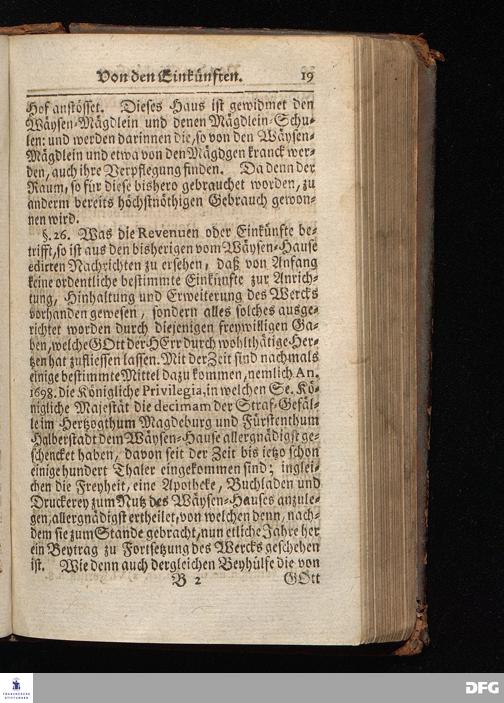 Von den Einkünften. 19
Hof anstösset. Dieses Haus ist gewidmet den
Wäysen-Mägdlein und denen Mägdlein-Schu-
len: und werden darinnen die, so von den Wäysen-
Mägdlein und etwa von den Mägdgen kranck wer-
den, auch ihre Verpflegung finden. Da denn der
Raum, so für diese bishero gebrauchet worden, zu
anderm bereits höchstnöthigen Gebrauch gewon-
nen wird.
§. 26. Was die Revenuen oder Einkünfte be-
trifft, so ist aus den bisherigen vom Wäysen-Hause
edirten Nachrichten zu ersehen, daß von Anfang
keine ordentliche bestimmte Einkünfte zur Anrich-
tung, Hinhaltung und Erweiterung des Wercks
vorhanden gewesen, sondern alles solches ausge-
richtet worden durch diejenigen freywilligen Ga-
ben, welche GOtt der HErr durch wohlthätige Her-
tzen hat zufliessen lassen. Mit der Zeit sind nachmals
einige bestimmte Mittel dazu kommen, nemlich An.
1698. die Königliche Privilegia, in welchen Se. Kö-
nigliche Majestät die decimam der Straf-Gefäl-
le im Hertzogthum Magdeburg und Fürstenthum
Halberstadt dem Wäysen-Hause allergnädigst ge-
schencket haben, davon seit der Zeit bis jetzo schon
einige hundert Thaler eingekommen sind; inglei-
chen die Freyheit, eine Apotheke, Buchladen und
Druckerey zum Nutz des Wäysen-Hauses anzule-
gen, allergnädigst ertheilet, von welchen denn, nach-
dem sie zum Stande gebracht, nun etliche Jahre her
ein Beytrag zu Fortsetzung des Wercks geschehen
ist. Wie denn auch dergleichen Beyhülfe die von
B 2 GOtt
FRANCKESCHE
STIFTUNGEN
DFG